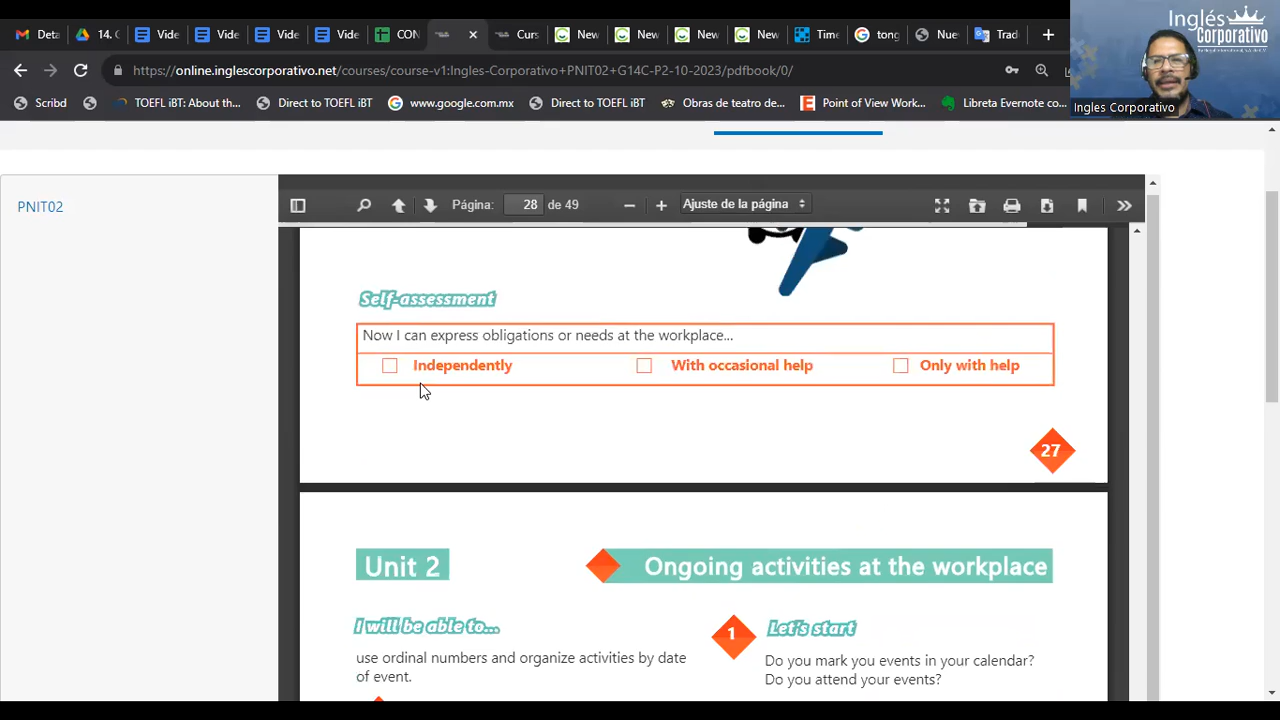 Deta
14. C
Vide
Vide
Vide
Vide
CON
Curs
New
New
New
New
Time
tong
Nue
Trad
https://online.inglescorporativo.net/courses/course-v1:Ingles-Corporativo+PNIT02+G14C-P2-10-2023/pdfbook/0/
Scribd
TOEFL iBT: About th...
Direct to TOEFL iBT
www.google.com.mx
Direct to TOEFL iBT
Obras de teatro de...
Point of View Work...
Libreta Evernote co...
Inglés
Corporativo
Ingles Corporativo
PNIT02
Página: 28 de 49
Ajuste de la página
Self-assessment
Now I can express obligations or needs at the workplace...
Independently
With occasional help
Only with help
27
Unit 2
Ongoing activities at the workplace
I will be able to...
use ordinal numbers and organize activities by date
of event.
1
Let's start
Do you mark you events in your calendar?
Do you attend your events?